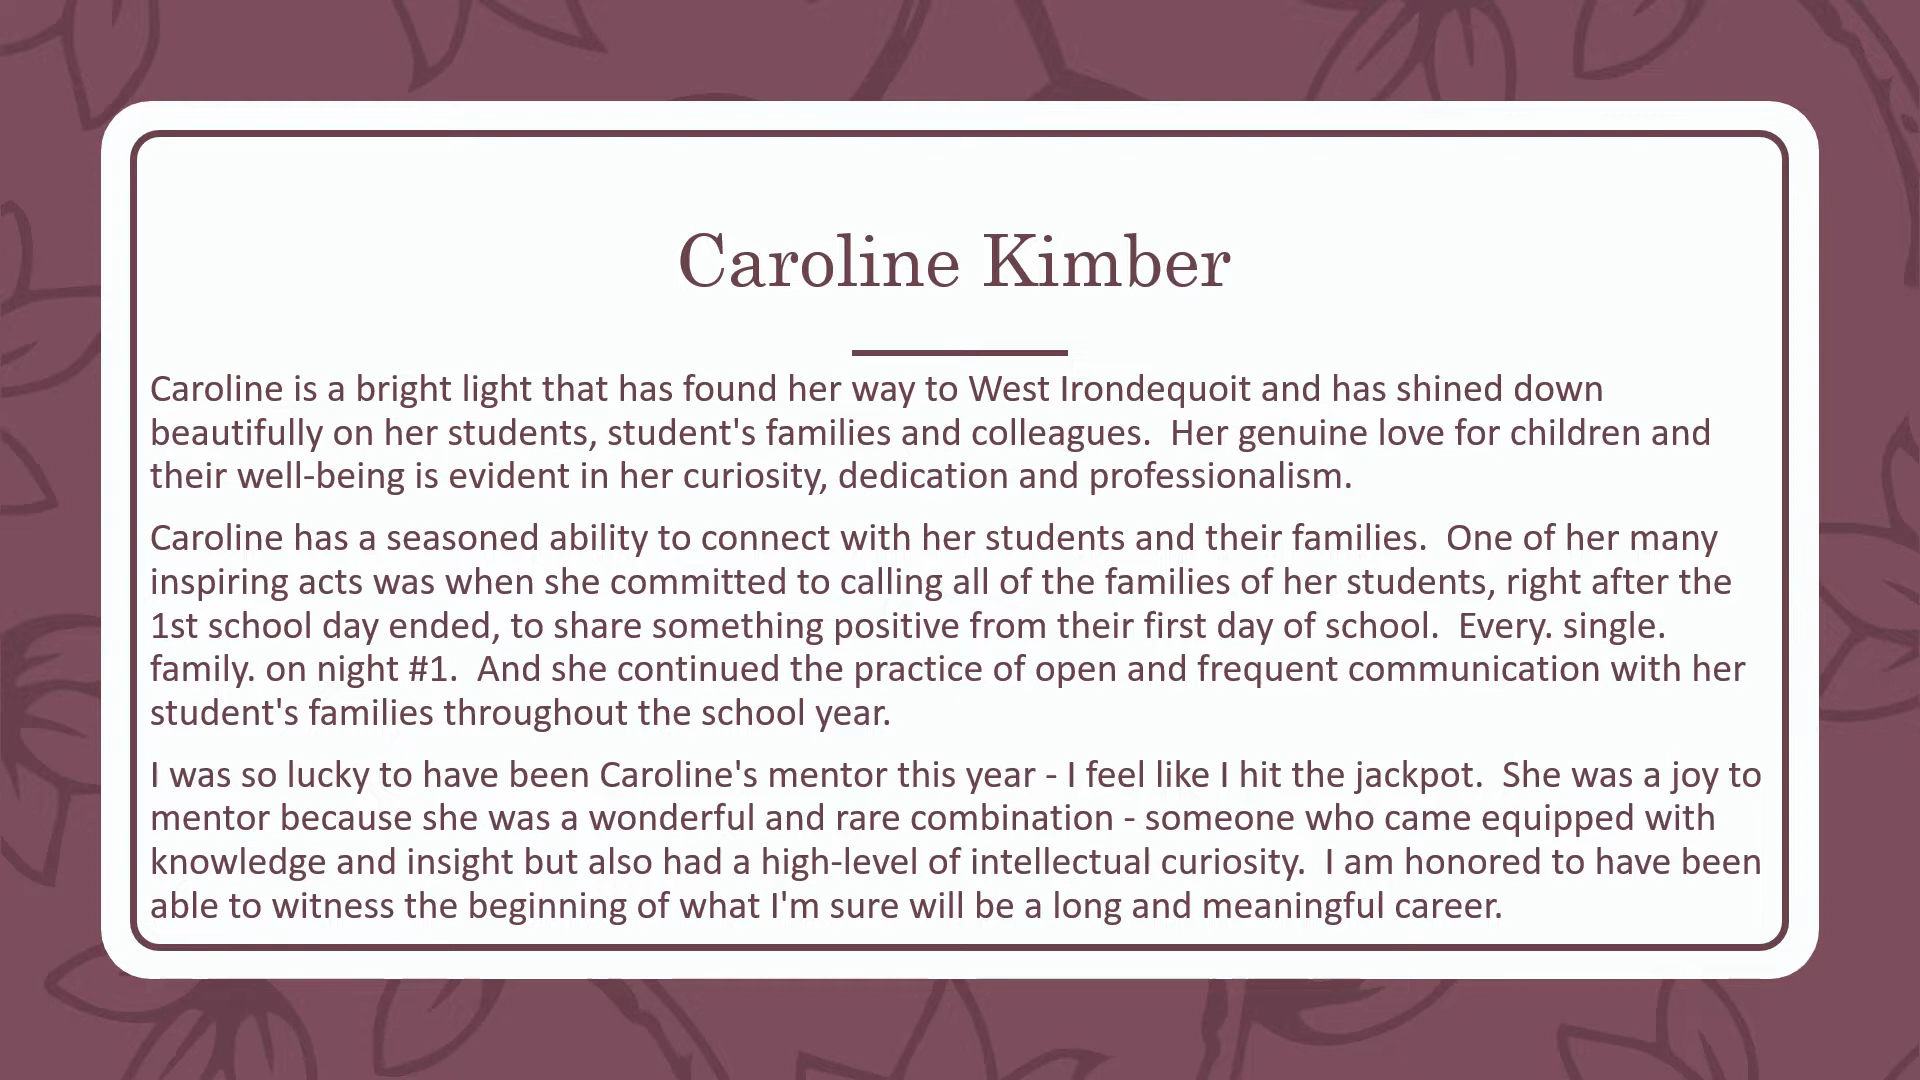 Caroline Kimber
Caroline is a bright light that has found her way to West Irondequoit and has shined down
beautifully on her students, student's families and colleagues.  Her genuine love for children and
their well-being is evident in her curiosity, dedication and professionalism.
Caroline has a seasoned ability to connect with her students and their families.  One of her many
inspiring acts was when she committed to calling all of the families of her students, right after the
1st school day ended, to share something positive from their first day of school.  Every. single.
family. on night #1.  And she continued the practice of open and frequent communication with her
student's families throughout the school year.
I was so lucky to have been Caroline's mentor this year - I feel like I hit the jackpot.  She was a joy to
mentor because she was a wonderful and rare combination - someone who came equipped with
knowledge and insight but also had a high-level of intellectual curiosity.  I am honored to have been
able to witness the beginning of what I'm sure will be a long and meaningful career.